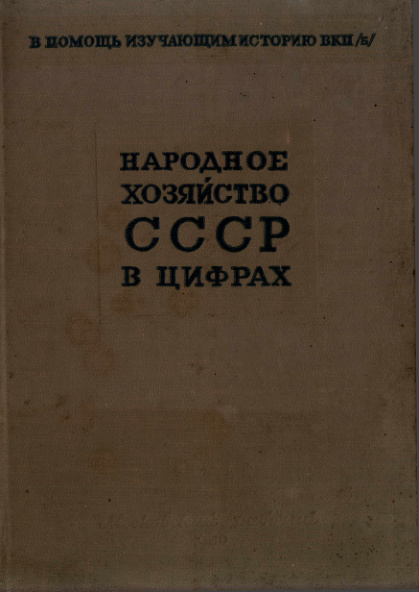 В ПОМОЩЬ ИЗУЧАЮЩИМ ИСТОРИЮ ВКП /б/
НАРОДНОЕ
ХОЗЯЙСТВО
СССР
В ЦИФРАХ